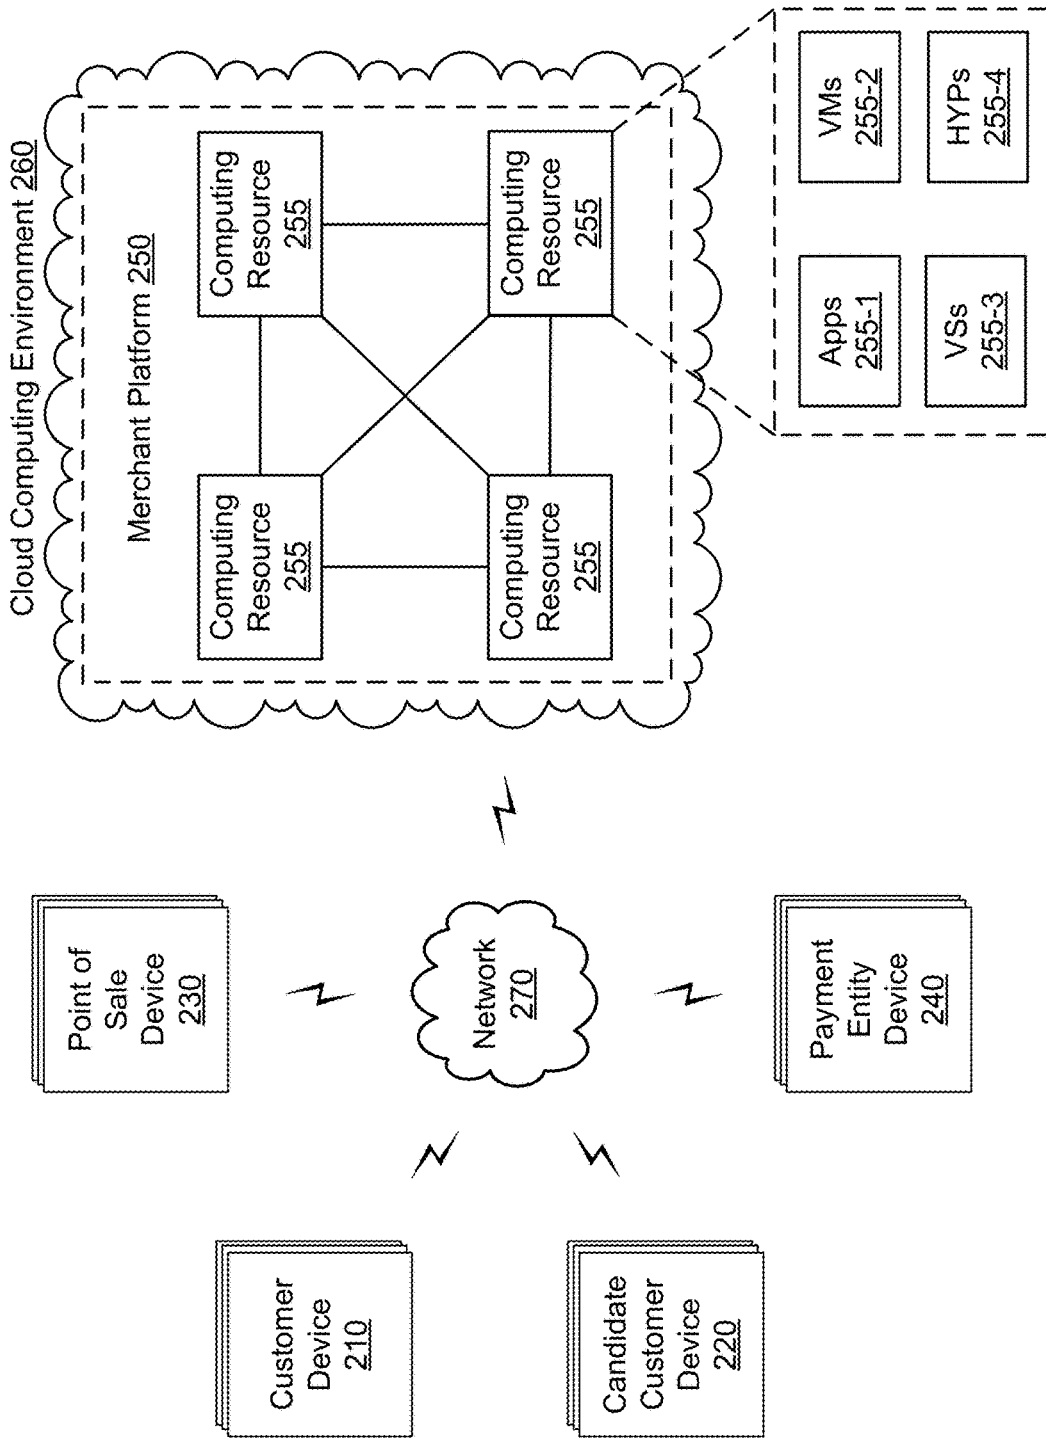 Cloud Computing Environment 260
Merchant Platform 250
Computing
Resource
255
Computing
Resource
255
Computing
Resource
255
Computing
Resource
255
Apps
255-1
VMs
255-2
VSs
255-3
HYPs
255-4
Point of
Sale
Device
230
Network
270
Payment
Entity
Device
240
Customer
Device
210
Candidate
Customer
Device
220